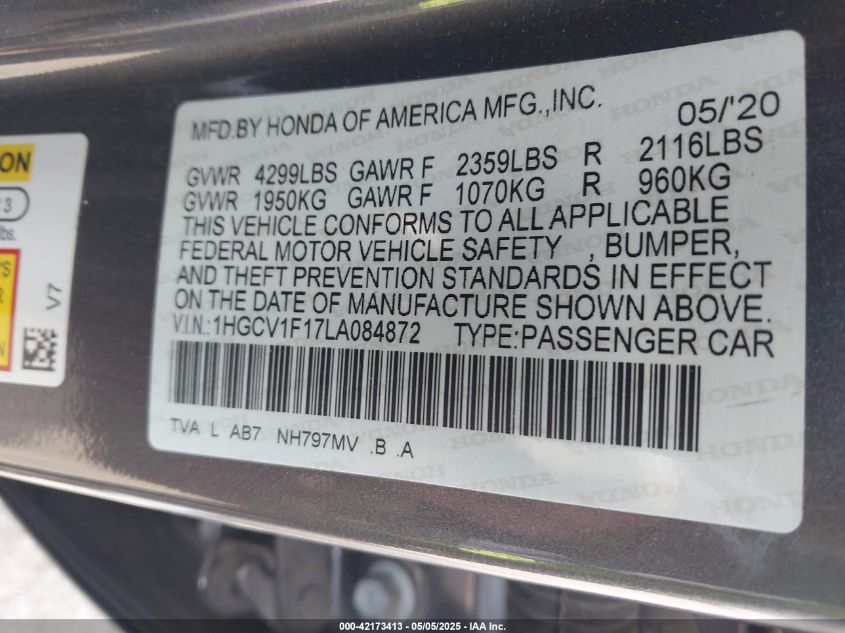 MFD.BY HONDA OF AMERICA MFG.,INC. 05/'20
GVWR 4299LBS GAWR F 2359LBS R 2116LBS
GVWR 1950KG GAWR F 1070KG R 960KG
THIS VEHICLE CONFORMS TO ALL APPLICABLE
FEDERAL MOTOR VEHICLE SAFETY , BUMPER,
AND THEFT PREVENTION STANDARDS IN EFFECT
ON THE DATE OF MANUFACTURE SHOWN ABOVE.
V.I.N.:1HGCV1F17LA084872 TYPE:PASSENGER CAR
TVA L AB7 NH797MV .B .A
V7
000-42173413 - 05/05/2025 - IAA Inc.